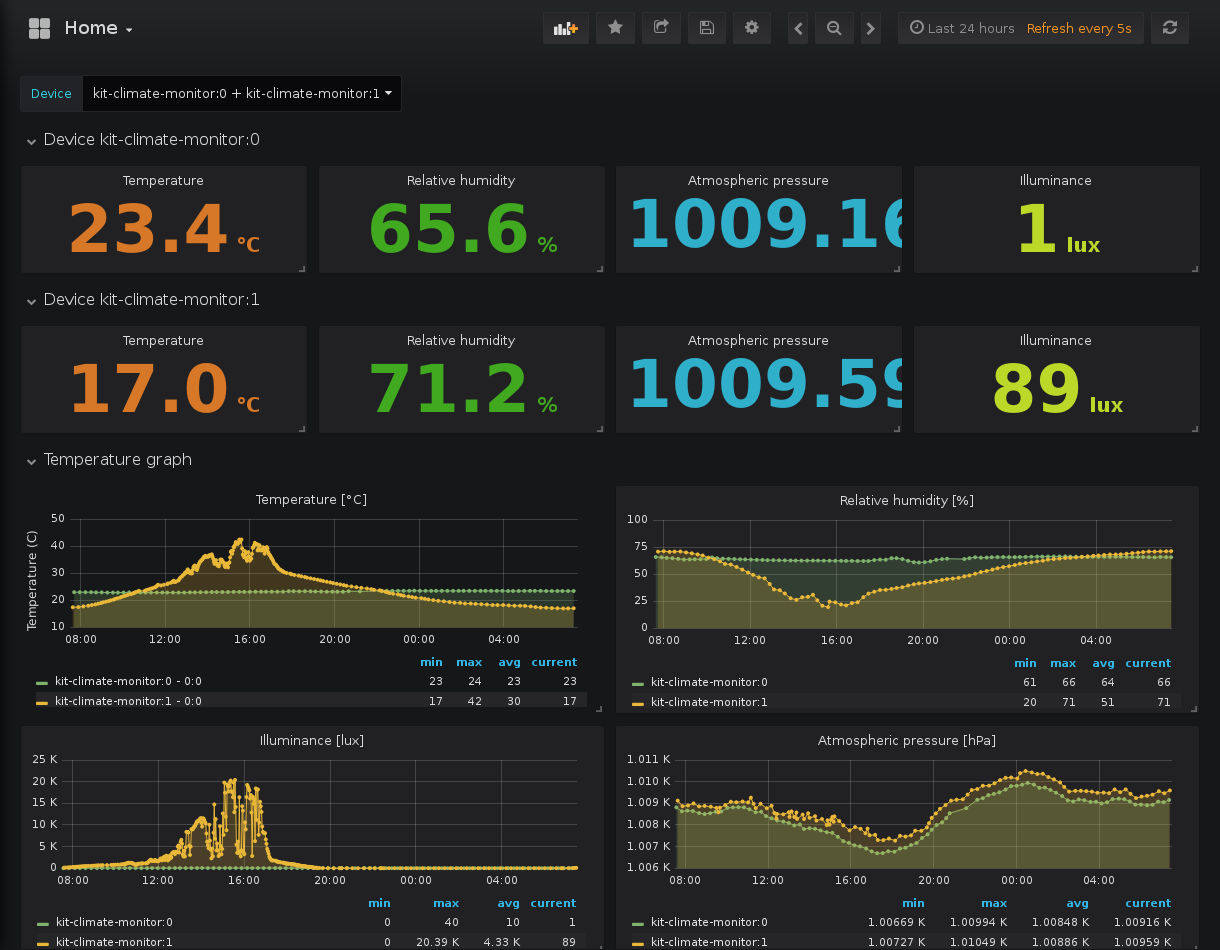 Home
Last 24 hours Refresh every 5s
Device kit-climate-monitor:0 + kit-climate-monitor:1
Device kit-climate-monitor:0
Temperature Relative humidity Atmospheric pressure Illuminance
23.4 °C 65.6 % 1009.16 1 lux
Device kit-climate-monitor:1
Temperature Relative humidity Atmospheric pressure Illuminance
17.0 °C 71.2 % 1009.59 89 lux
Temperature graph
Temperature [°C]
Temperature (C)
50
40
30
20
10
08:00 12:00 16:00 20:00 00:00 04:00
min max avg current
kit-climate-monitor:0 - 0:0 23 24 23 23
kit-climate-monitor:1 - 0:0 17 42 30 17
Relative humidity [%]
100
75
50
25
0
08:00 12:00 16:00 20:00 00:00 04:00
min max avg current
kit-climate-monitor:0 61 66 64 66
kit-climate-monitor:1 20 71 51 71
Illuminance [lux]
25 K
20 K
15 K
10 K
5 K
0
08:00 12:00 16:00 20:00 00:00 04:00
min max avg current
kit-climate-monitor:0 0 40 10 1
kit-climate-monitor:1 0 20.39 K 4.33 K 89
Atmospheric pressure [hPa]
1.011 K
1.010 K
1.009 K
1.008 K
1.007 K
1.006 K
08:00 12:00 16:00 20:00 00:00 04:00
min max avg current
kit-climate-monitor:0 1.00669 K 1.00994 K 1.00848 K 1.00916 K
kit-climate-monitor:1 1.00727 K 1.01049 K 1.00886 K 1.00959 K